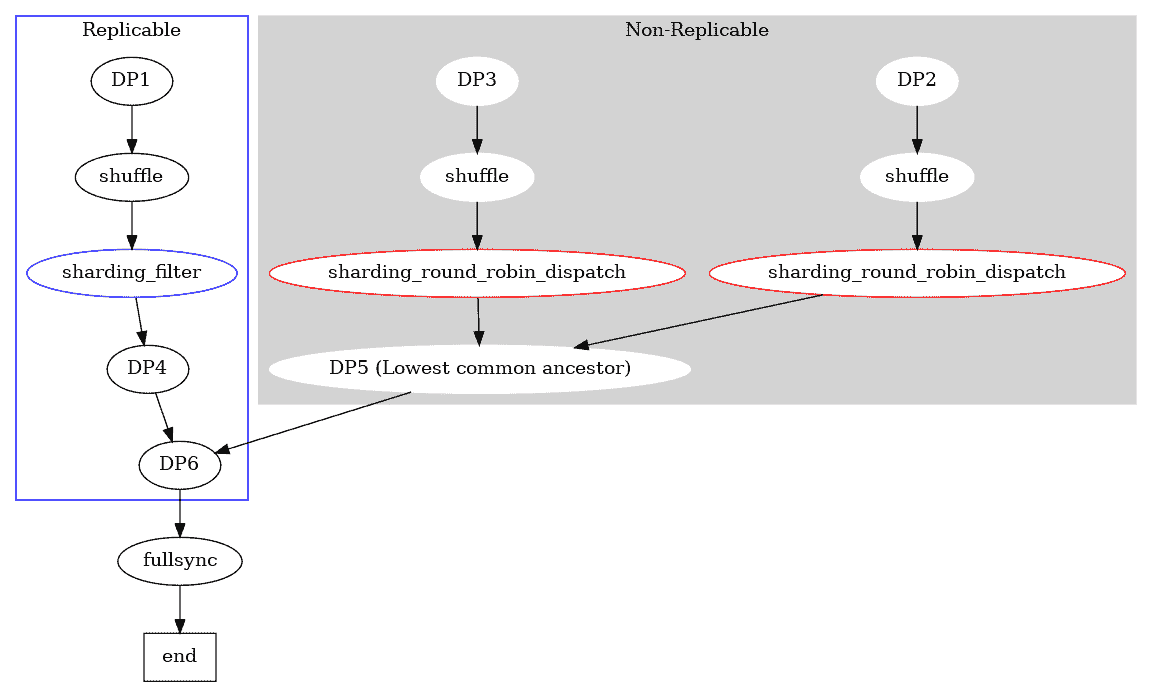 Replicable
Non-Replicable
DP1
DP3
DP2
shuffle
shuffle
shuffle
sharding_filter
sharding_round_robin_dispatch
sharding_round_robin_dispatch
DP4
DP5 (Lowest common ancestor)
DP6
fullsync
end